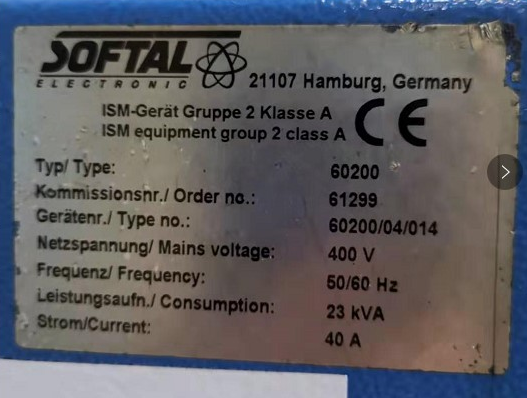 SOFTAL
ELECTRONIC
21107 Hamburg, Germany
ISM-Gerät Gruppe 2 Klasse A
ISM equipment group 2 class A
CE
Typ/ Type: 60200
Kommissionsnr./ Order no.: 61299
Gerätenr./ Type no.: 60200/04/014
Netzspannung/ Mains voltage: 400 V
Frequenz/ Frequency: 50/60 Hz
Leistungsaufn./ Consumption: 23 kVA
Strom/Current: 40 A